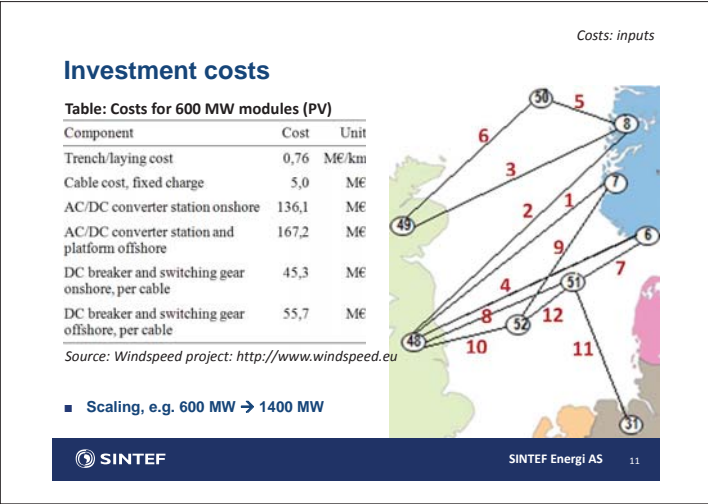 Costs: inputs
Investment costs
Table: Costs for 600 MW modules (PV)
Component Cost Unit
Trench/laying cost 0,76 M€/km
Cable cost, fixed charge 5,0 M€
AC/DC converter station onshore 136,1 M€
AC/DC converter station and 167,2 M€
platform offshore
DC breaker and switching gear 45,3 M€
onshore, per cable
DC breaker and switching gear 55,7 M€
offshore, per cable
Source: Windspeed project: http://www.windspeed.eu
■ Scaling, e.g. 600 MW → 1400 MW
50
5
8
6
3
7
2
1
49
9
6
4
51
7
8
12
52
48
10
11
31
SINTEF
SINTEF Energi AS 11